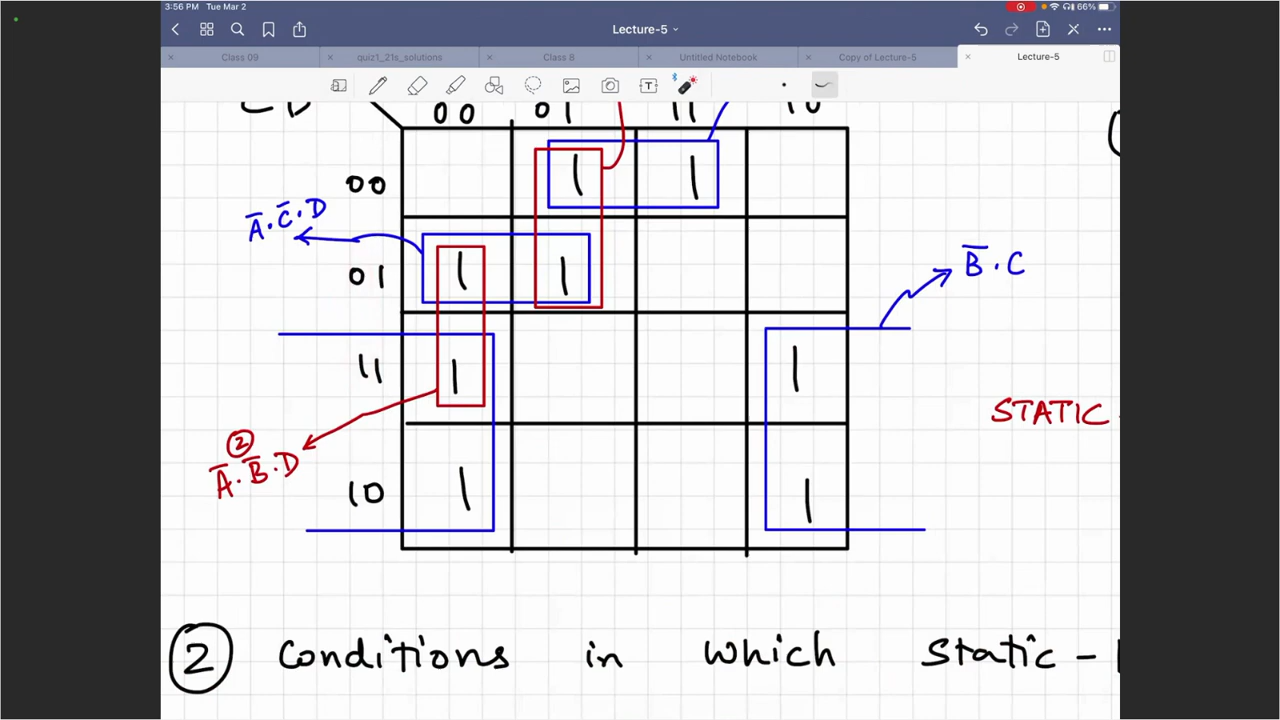 3:56 PM Tue Mar 2
66%
Lecture-5
Class 09
quiz1_21s_solutions
Class 8
Untitled Notebook
Copy of Lecture-5
Lecture-5
CD
00 01 11 10
00 1 1
A̅.C̅.D
01 1 1
B̅.C
11 1 1
STATIC
②
A̅.B̅.D
10 1 1
② Conditions in which Static -